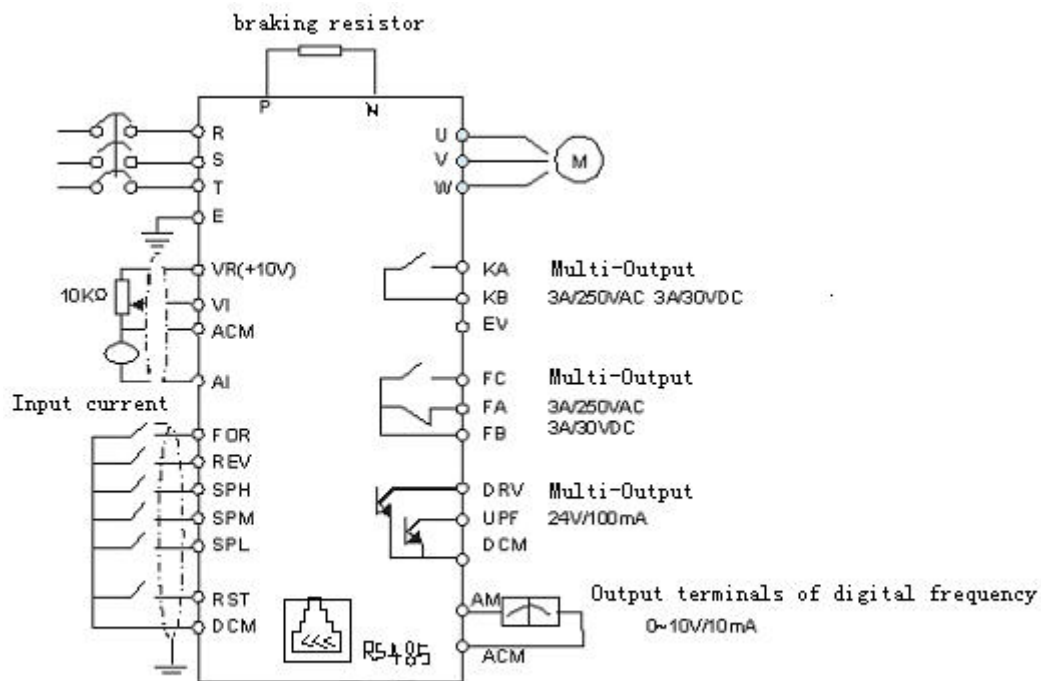 braking resistor
P N
R
S
T
E
VR(+10V)
10KΩ
VI
ACM
AI
Input current
FOR
REV
SPH
SPM
SPL
RST
DCM
RS485
U
V
W
M
KA Multi-Output
KB 3A/250VAC 3A/30VDC
EV
FC Multi-Output
FA 3A/250VAC
FB 3A/30VDC
DRV Multi-Output
UPF 24V/100mA
DCM
AM Output terminals of digital frequency
0~10V/10mA
ACM